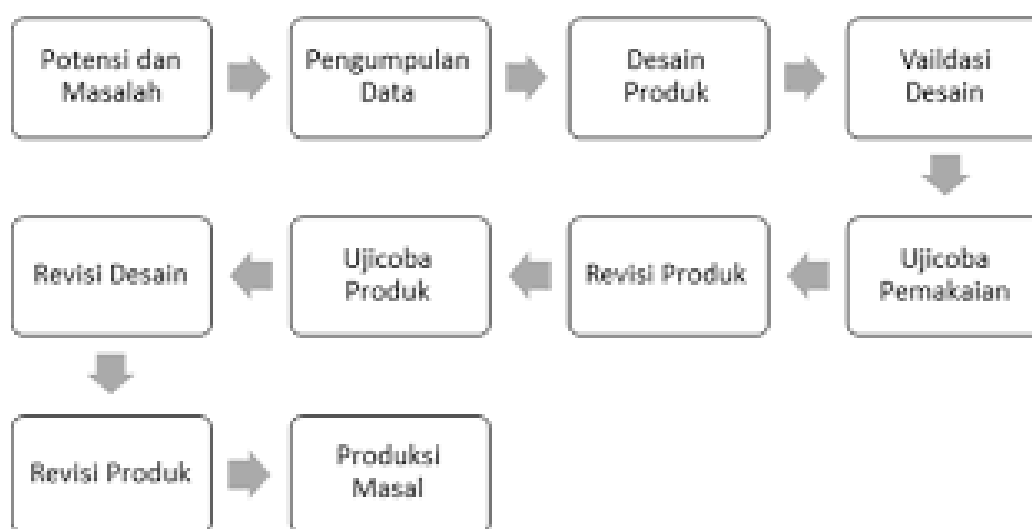 Potensi dan
Masalah
Pengumpulan
Data
Desain
Produk
Vaildasi
Desain
Ujicoba
Pemakaian
Revisi Produk
Ujicoba
Produk
Revisi Desain
Revisi Produk
Produksi
Masal